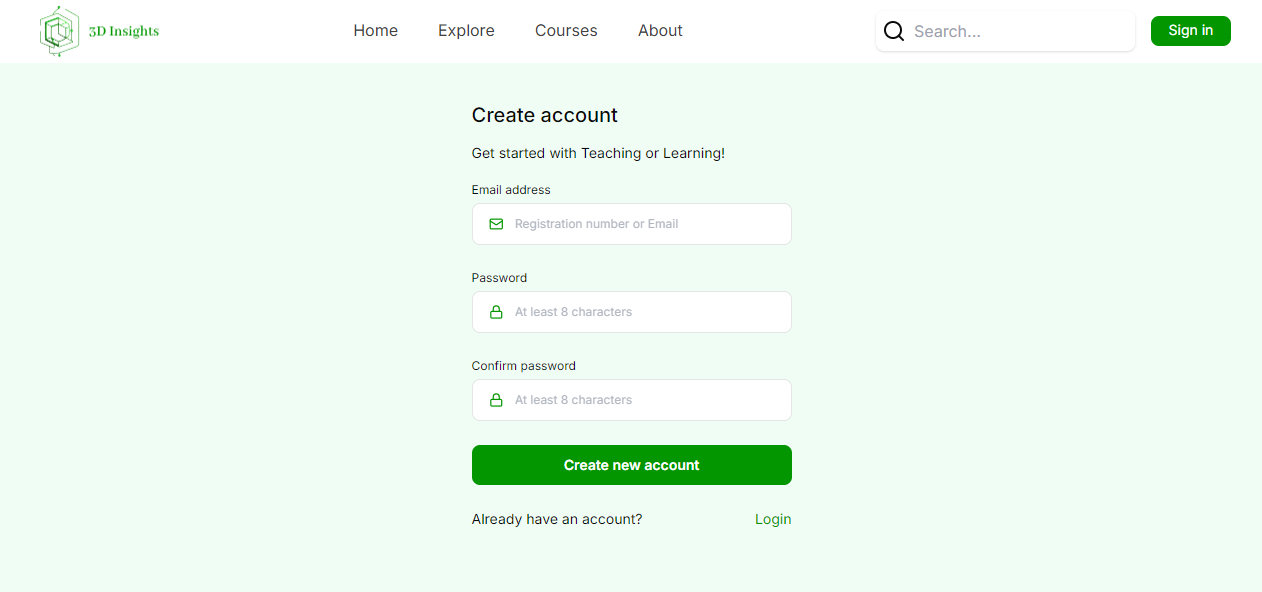 3D Insights
Home Explore Courses About
Search...
Sign in
Create account
Get started with Teaching or Learning!
Email address
Registration number or Email
Password
At least 8 characters
Confirm password
At least 8 characters
Create new account
Already have an account? Login